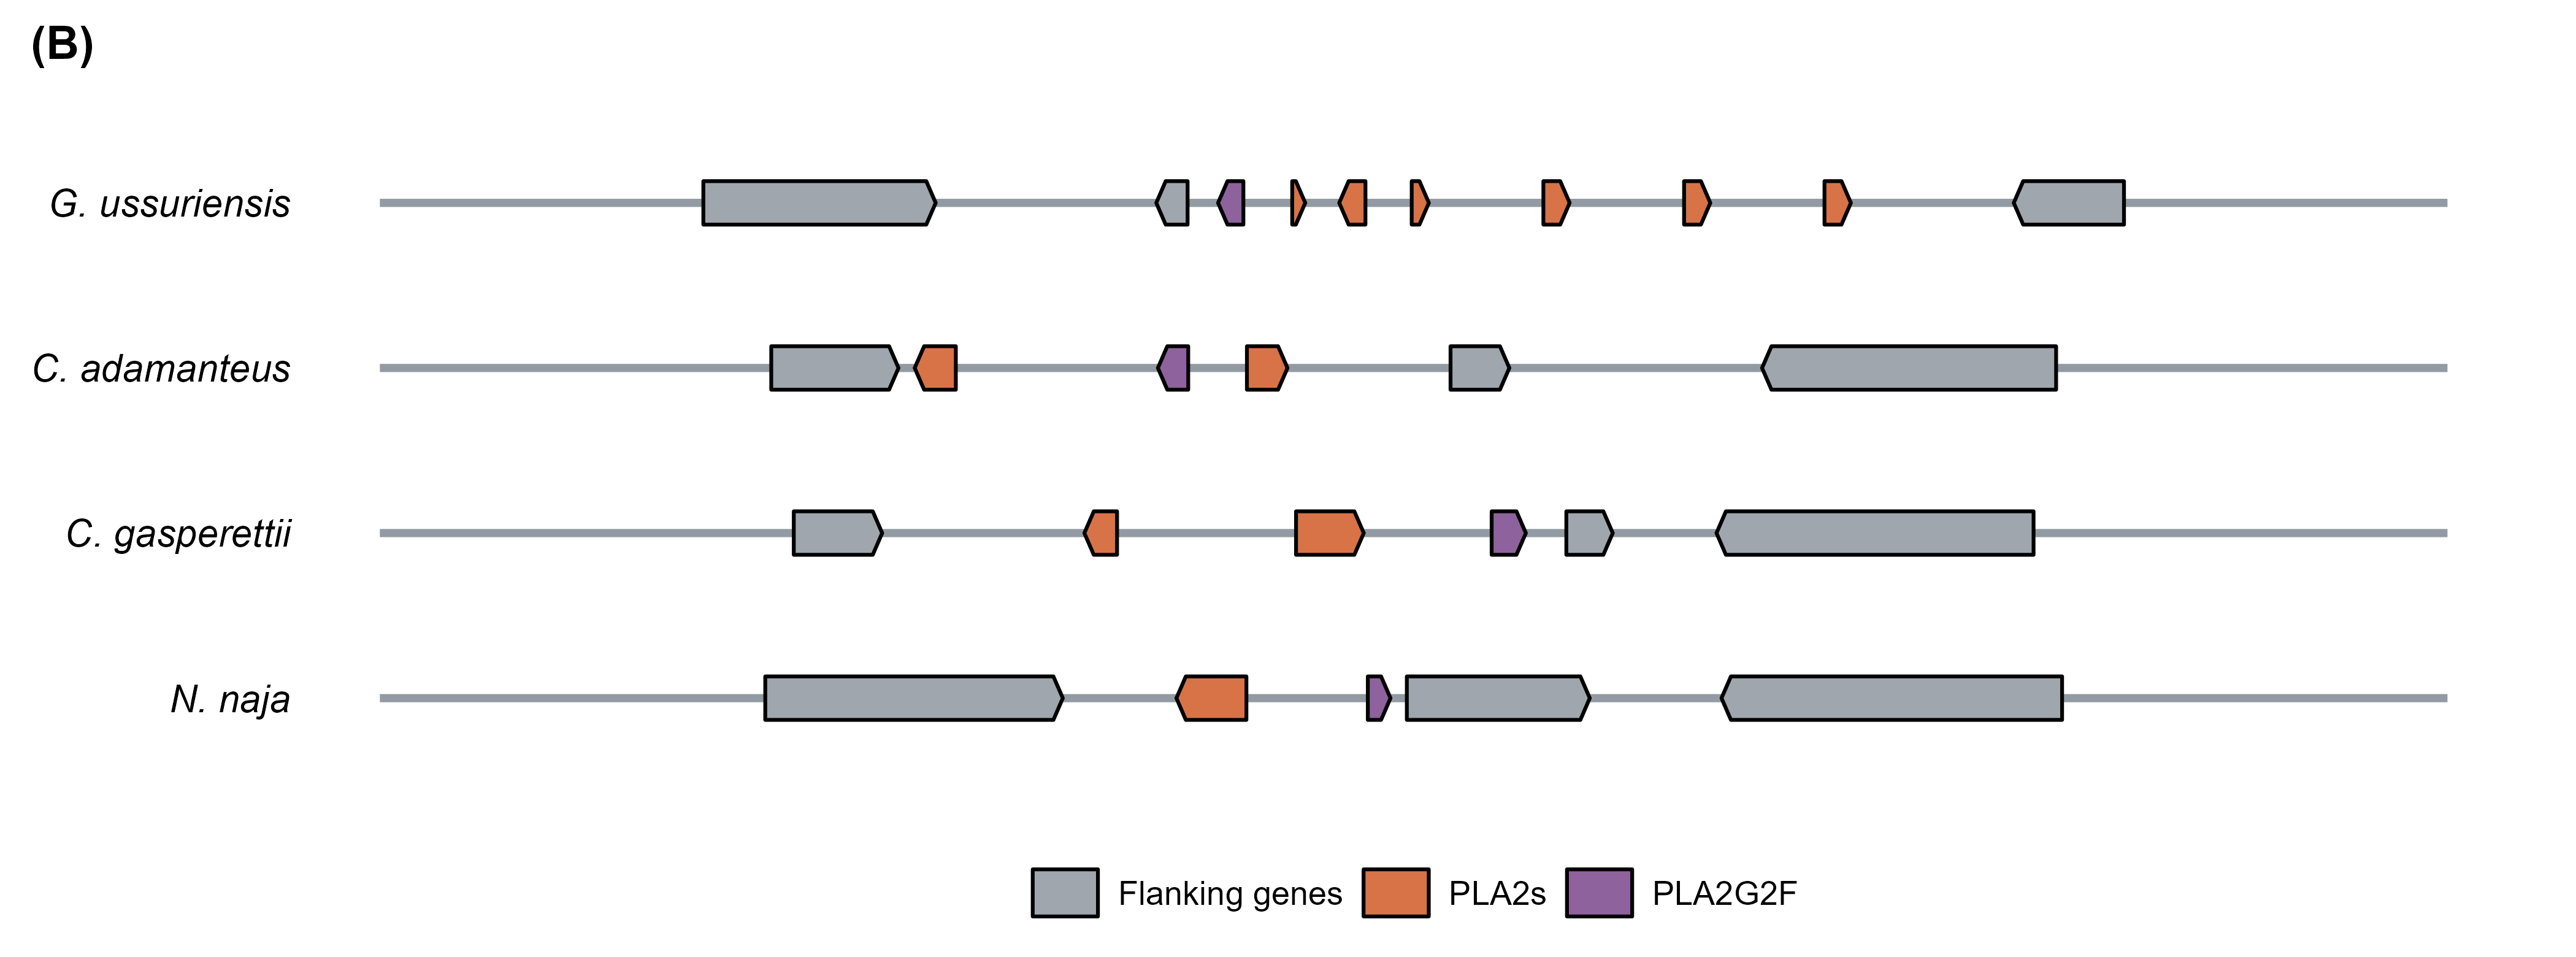 (B)
G. ussuriensis
C. adamanteus
C. gasperettii
N. naja
Flanking genes PLA2s PLA2G2F